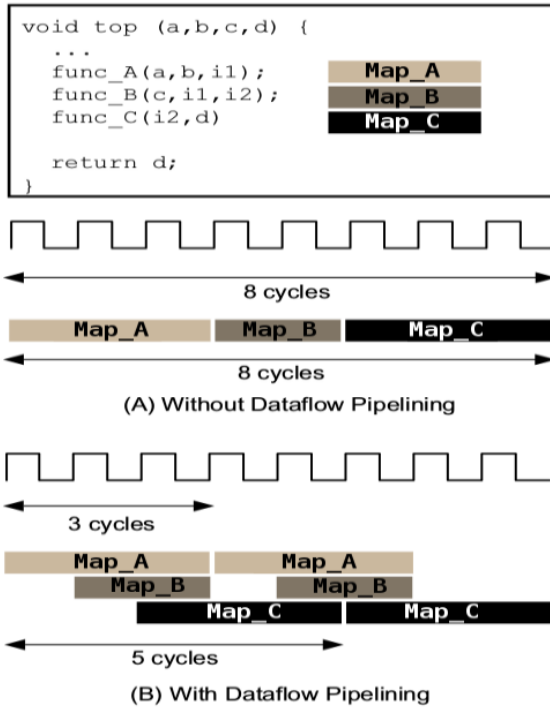 void top (a,b,c,d) {
...
func_A(a,b,i1);
func_B(c,i1,i2);
func_C(i2,d)
return d;
}
Map_A
Map_B
Map_C
8 cycles
Map_A Map_B Map_C
8 cycles
(A) Without Dataflow Pipelining
3 cycles
Map_A Map_A
Map_B Map_B
Map_C Map_C
5 cycles
(B) With Dataflow Pipelining